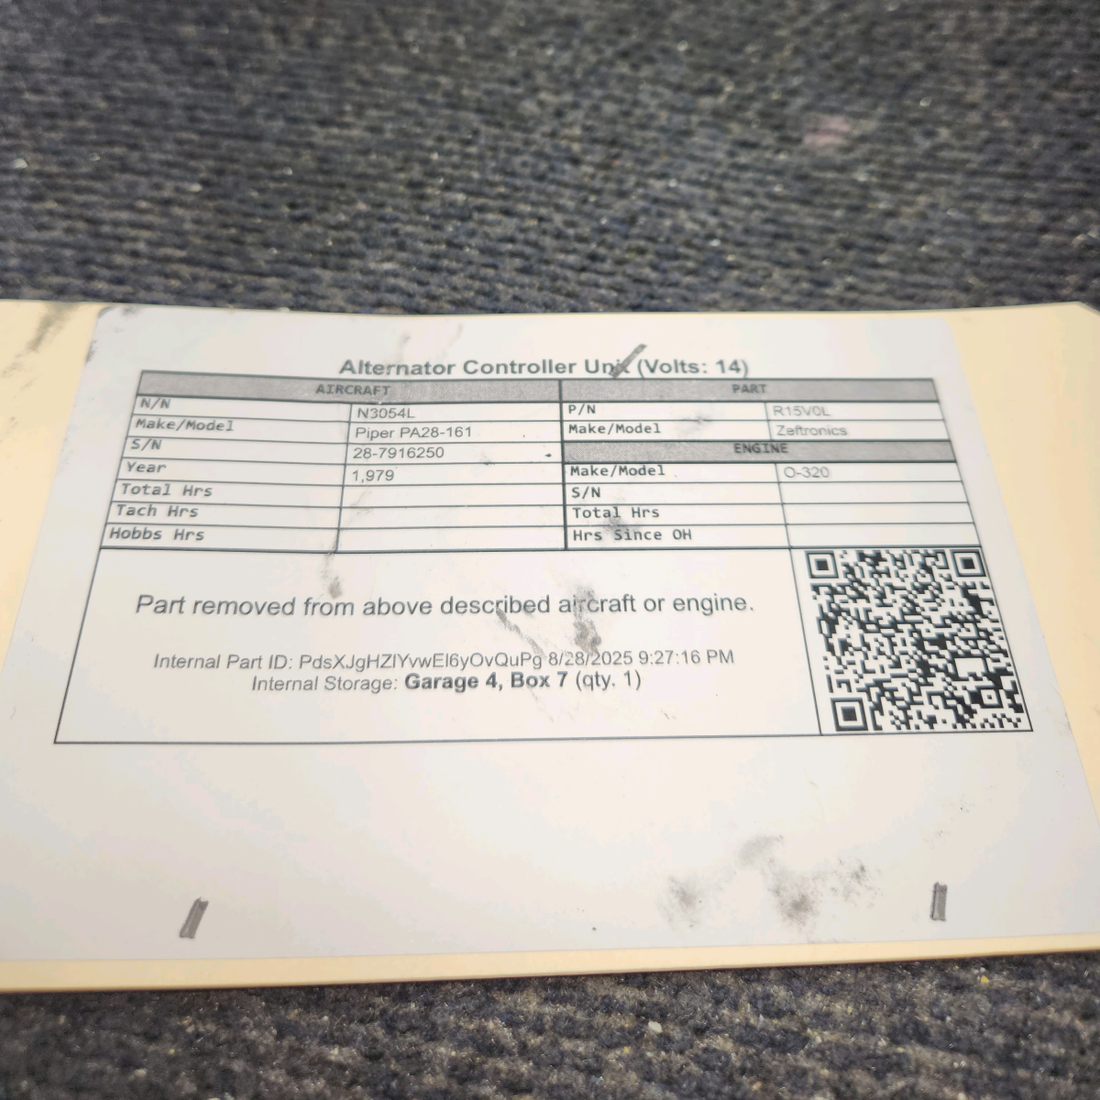 Alternator Controller Unit (Volts: 14)
AIRCRAFT PART
N/N N3054L P/N R15V0L
Make/Model Piper PA28-161 Make/Model Zeftronics
S/N 28-7916250 ENGINE
Year 1,979 Make/Model O-320
Total Hrs S/N
Tach Hrs Total Hrs
Hobbs Hrs Hrs Since OH
Part removed from above described aircraft or engine.
Internal Part ID: PdsXJgHZlYvwEl6yOvQuPg 8/28/2025 9:27:16 PM
Internal Storage: Garage 4, Box 7 (qty. 1)